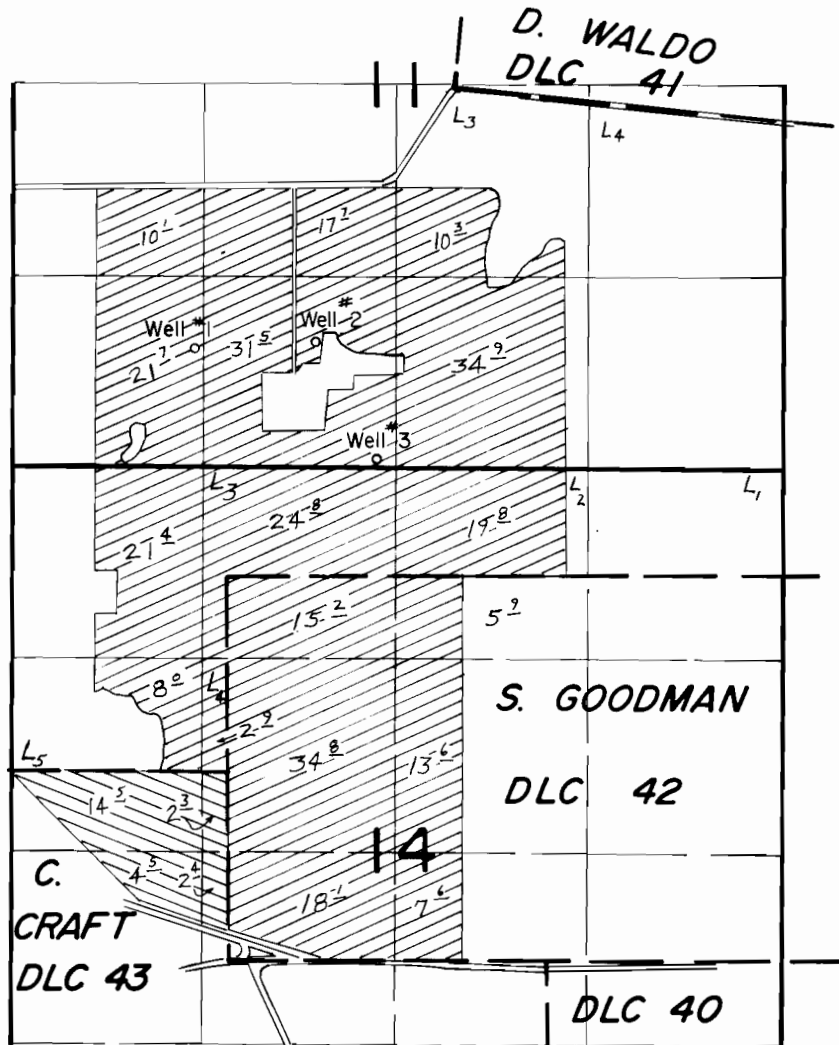 D. WALDO
DLC 41
11
L3
L4
10.1
17.7
10.3
Well #1
Well #2
21.7
31.5
34.9
Well #3
L3
L2
L1
21.4
24.8
19.8
15.2
5.9
8.0
L4
S. GOODMAN
2.9
L5
34.8
13.6
DLC 42
14.5
2.3
14
C.
4.5
2.4
CRAFT
18.1
7.6
DLC 43
DLC 40